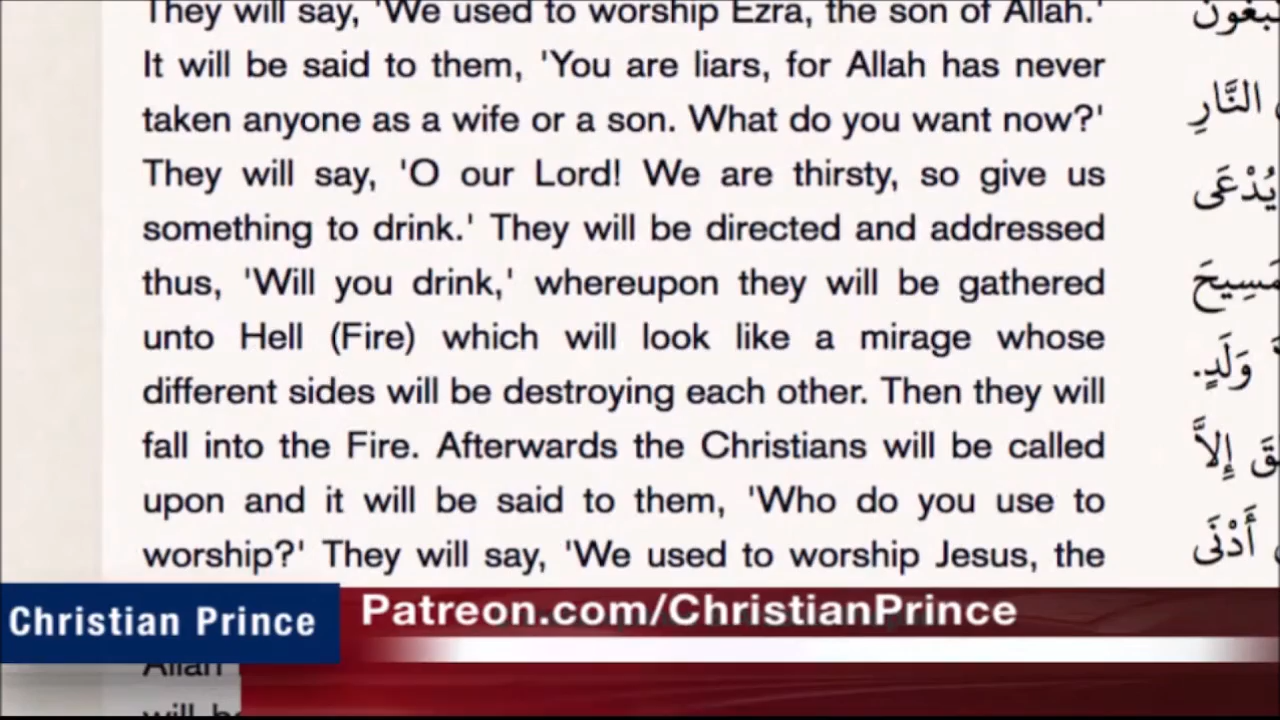 They will say, 'We used to worship Ezra, the son of Allah.'
It will be said to them, 'You are liars, for Allah has never
taken anyone as a wife or a son. What do you want now?'
They will say, 'O our Lord! We are thirsty, so give us
something to drink.' They will be directed and addressed
thus, 'Will you drink,' whereupon they will be gathered
unto Hell (Fire) which will look like a mirage whose
different sides will be destroying each other. Then they will
fall into the Fire. Afterwards the Christians will be called
upon and it will be said to them, 'Who do you use to
worship?' They will say, 'We used to worship Jesus, the
النَّارِ
يُدْعَى
وَلَدٍ.
إِلاَّ
أَدْنَى
Christian Prince
Patreon.com/ChristianPrince
Allah
will